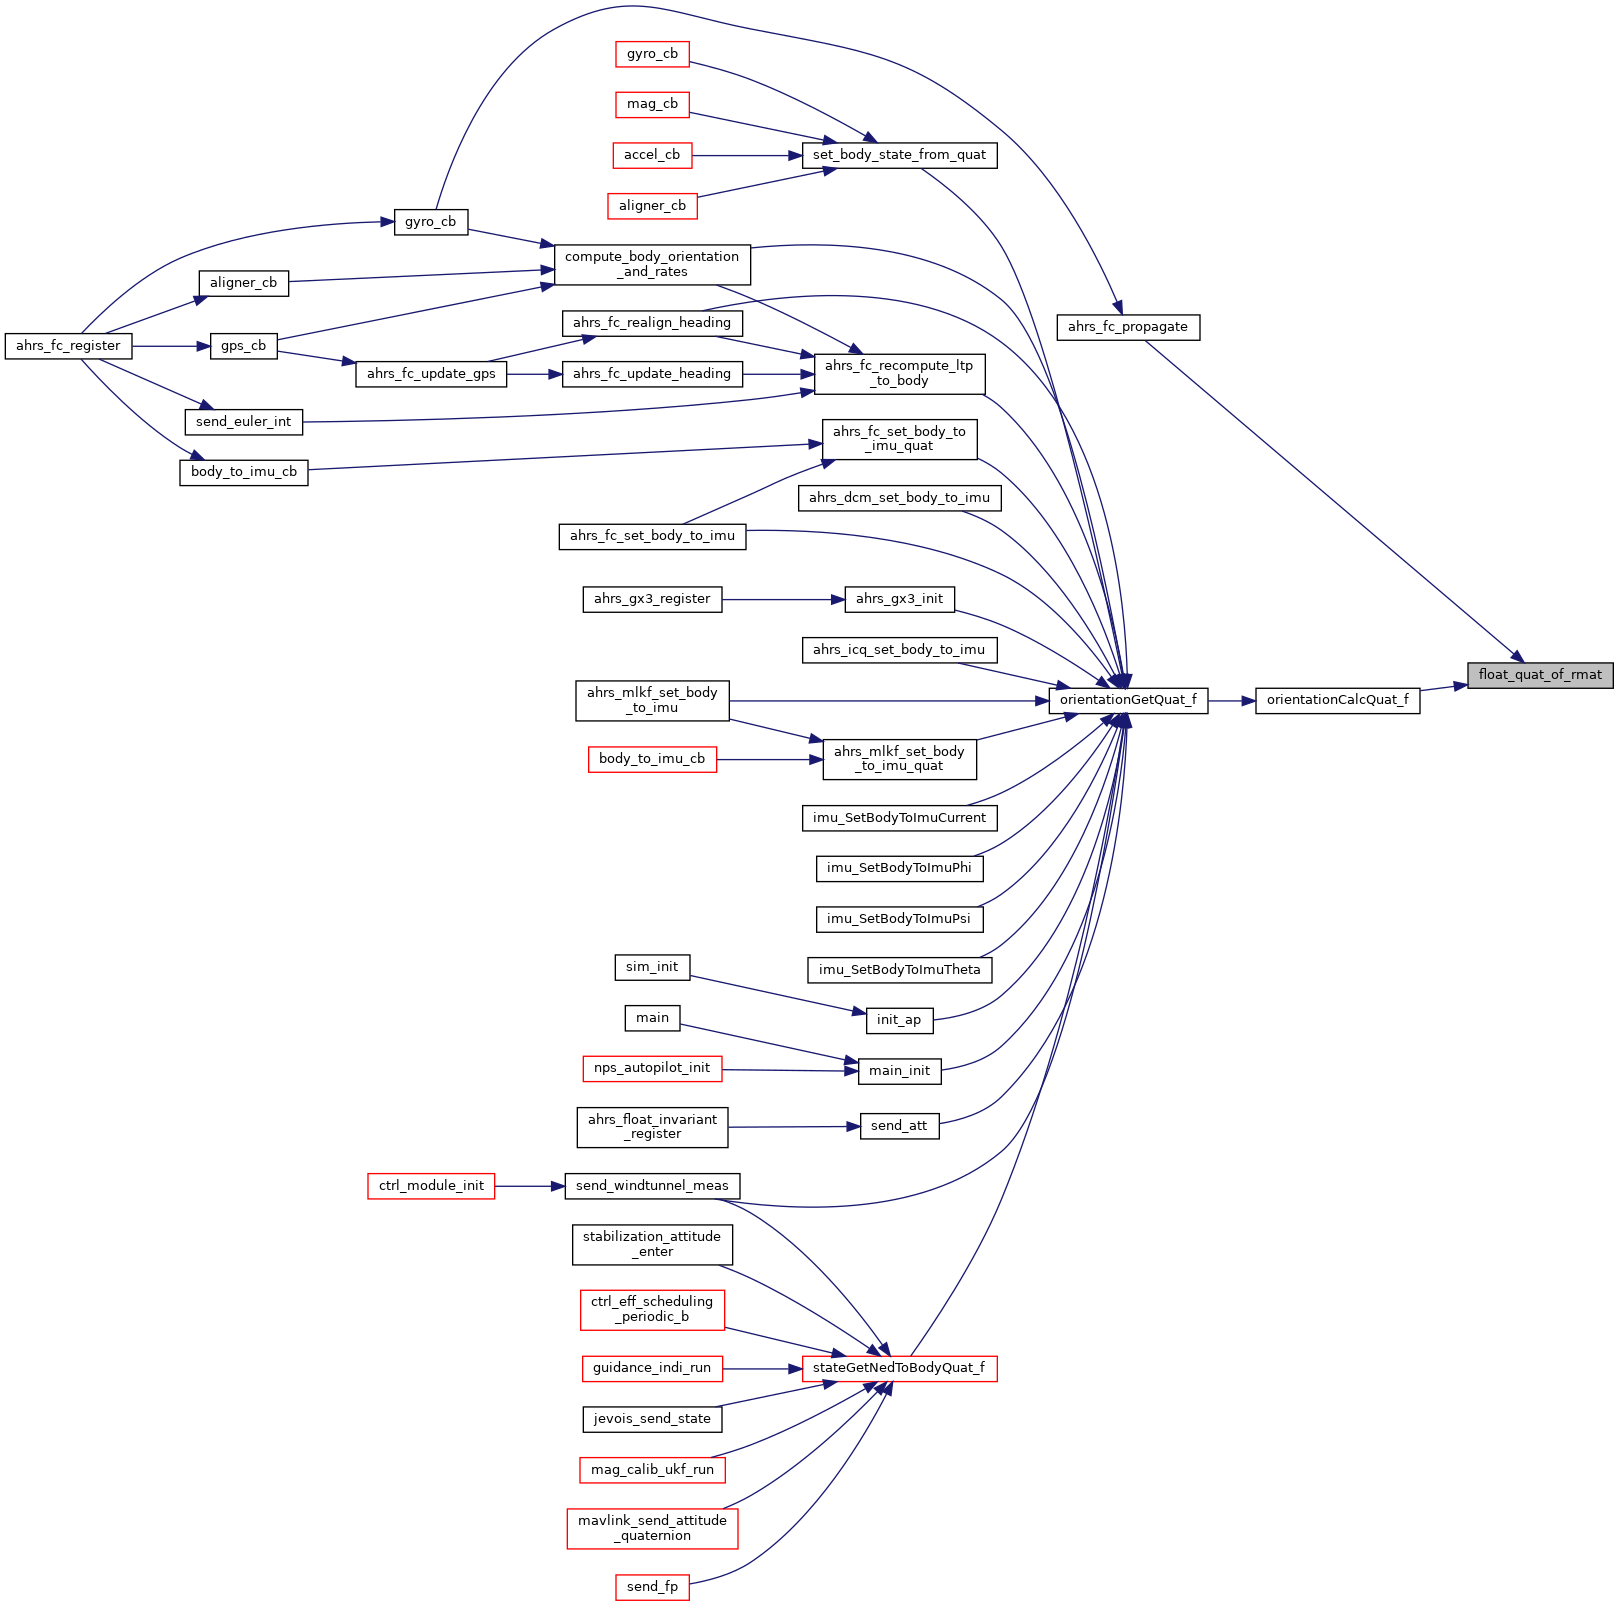 gyro_cb
mag_cb
accel_cb
set_body_state_from_quat
aligner_cb
gyro_cb
compute_body_orientation
_and_rates
aligner_cb
ahrs_fc_realign_heading
ahrs_fc_propagate
ahrs_fc_register
gps_cb
ahrs_fc_update_gps
ahrs_fc_update_heading
ahrs_fc_recompute_ltp
_to_body
send_euler_int
ahrs_fc_set_body_to
_imu_quat
body_to_imu_cb
ahrs_dcm_set_body_to_imu
ahrs_fc_set_body_to_imu
ahrs_gx3_register
ahrs_gx3_init
ahrs_icq_set_body_to_imu
float_quat_of_rmat
ahrs_mlkf_set_body
_to_imu
orientationGetQuat_f
orientationCalcQuat_f
body_to_imu_cb
ahrs_mlkf_set_body
_to_imu_quat
imu_SetBodyToImuCurrent
imu_SetBodyToImuPhi
imu_SetBodyToImuPsi
sim_init
imu_SetBodyToImuTheta
main
init_ap
nps_autopilot_init
main_init
ahrs_float_invariant
_register
send_att
ctrl_module_init
send_windtunnel_meas
stabilization_attitude
_enter
ctrl_eff_scheduling
_periodic_b
guidance_indi_run
stateGetNedToBodyQuat_f
jevois_send_state
mag_calib_ukf_run
mavlink_send_attitude
_quaternion
send_fp